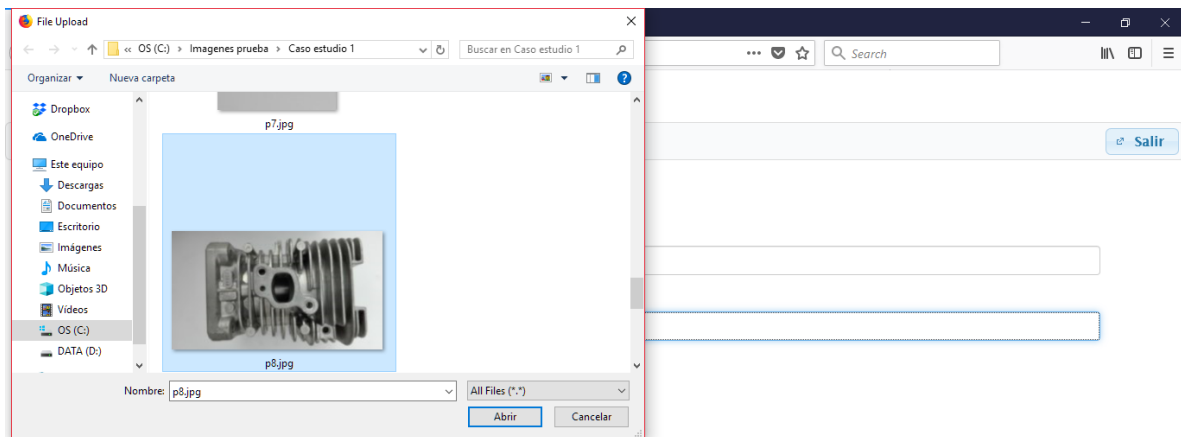 File Upload
« OS (C:) › Imagenes prueba › Caso estudio 1
Buscar en Caso estudio 1
Search
Organizar
Nueva carpeta
Dropbox
OneDrive
Este equipo
Descargas
Documentos
Escritorio
Imágenes
Música
Objetos 3D
Vídeos
OS (C:)
DATA (D:)
p7.jpg
p8.jpg
Salir
Nombre: p8.jpg
All Files (*.*)
Abrir
Cancelar